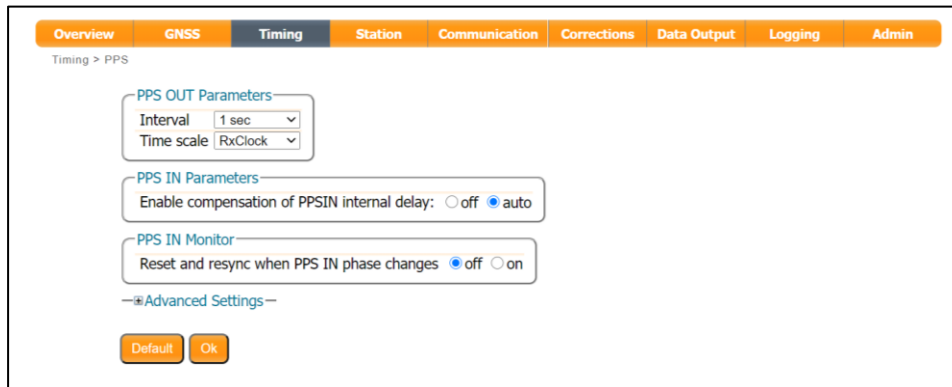 Overview GNSS Timing Station Communication Corrections Data Output Logging Admin
Timing > PPS
PPS OUT Parameters
Interval 1 sec
Time scale RxClock
PPS IN Parameters
Enable compensation of PPSIN internal delay: off auto
PPS IN Monitor
Reset and resync when PPS IN phase changes off on
Advanced Settings
Default Ok